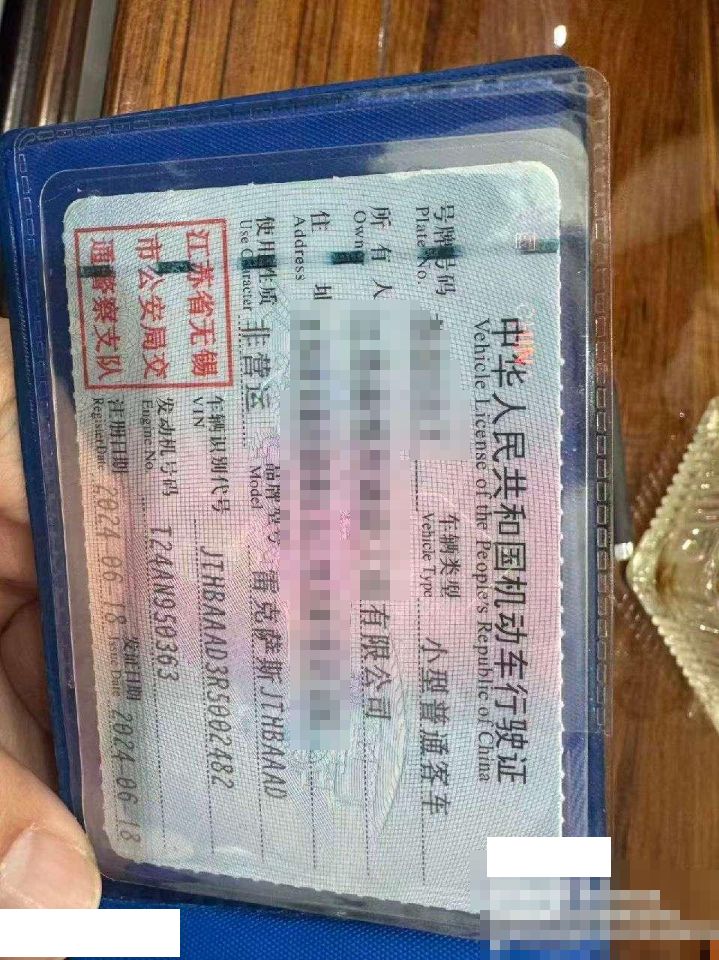 中华人民共和国机动车行驶证
Vehicle License of the People's Republic of China
号牌号码
Plate No.
车辆类型 小型普通客车
Vehicle Type
所有人 有限公司
Owner
住址
Address
使用性质 非营运
Use Character
品牌型号 雷克萨斯JTHBAAAD
Model
江苏省无锡
市公安局交
通警察支队
车辆识别代号 JTHBAAAD3R5002482
VIN
发动机号码 T24AN050363
Engine No.
注册日期 2024-06-18
Register Date
发证日期 2024-06-18
Issue Date